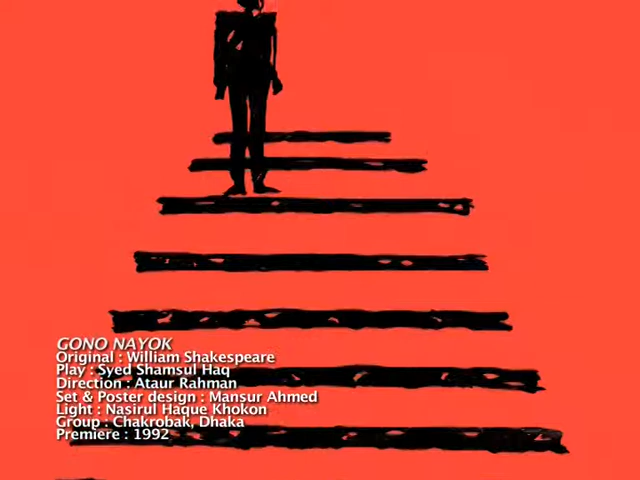 GONO NAYOK
Original : William Shakespeare
Play : Syed Shamsul Haq
Direction : Ataur Rahman
Set & Poster design : Mansur Ahmed
Light : Nasirul Haque Khokon
Group : Chakrobak, Dhaka
Premiere : 1992